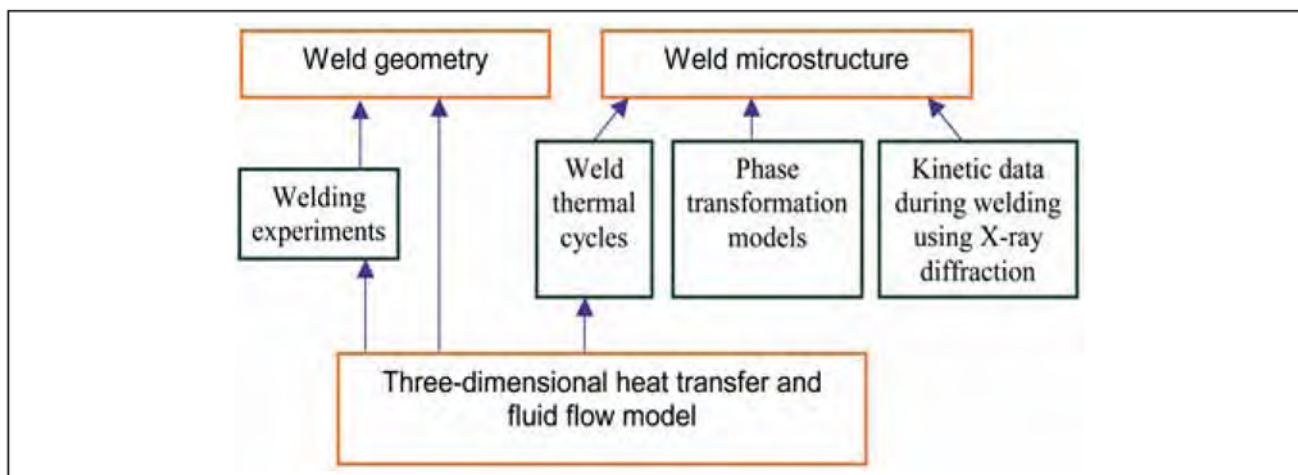 Weld geometry
Weld microstructure
Welding
experiments
Weld
thermal
cycles
Phase
transformation
models
Kinetic data
during welding
using X-ray
diffraction
Three-dimensional heat transfer and
fluid flow model